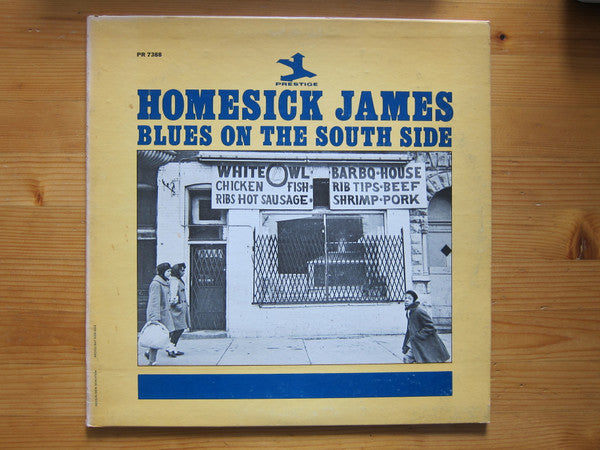 PR 7388
PRESTIGE
HOMESICK JAMES
BLUES ON THE SOUTH SIDE
WHITE OWL
CHICKEN FISH
RIBS HOT SAUSAGE
BARBQ-HOUSE
RIB TIPS-BEEF
SHRIMP-PORK